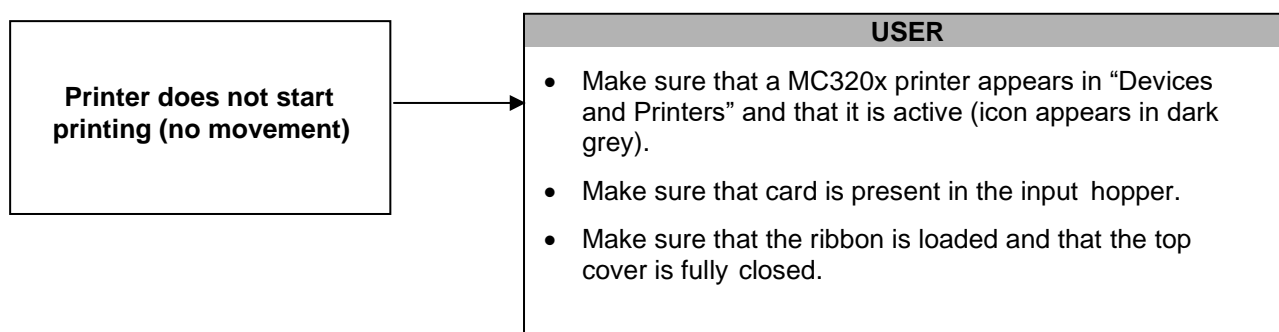 Printer does not start
printing (no movement)
USER
• Make sure that a MC320x printer appears in “Devices
and Printers” and that it is active (icon appears in dark
grey).
• Make sure that card is present in the input hopper.
• Make sure that the ribbon is loaded and that the top
cover is fully closed.